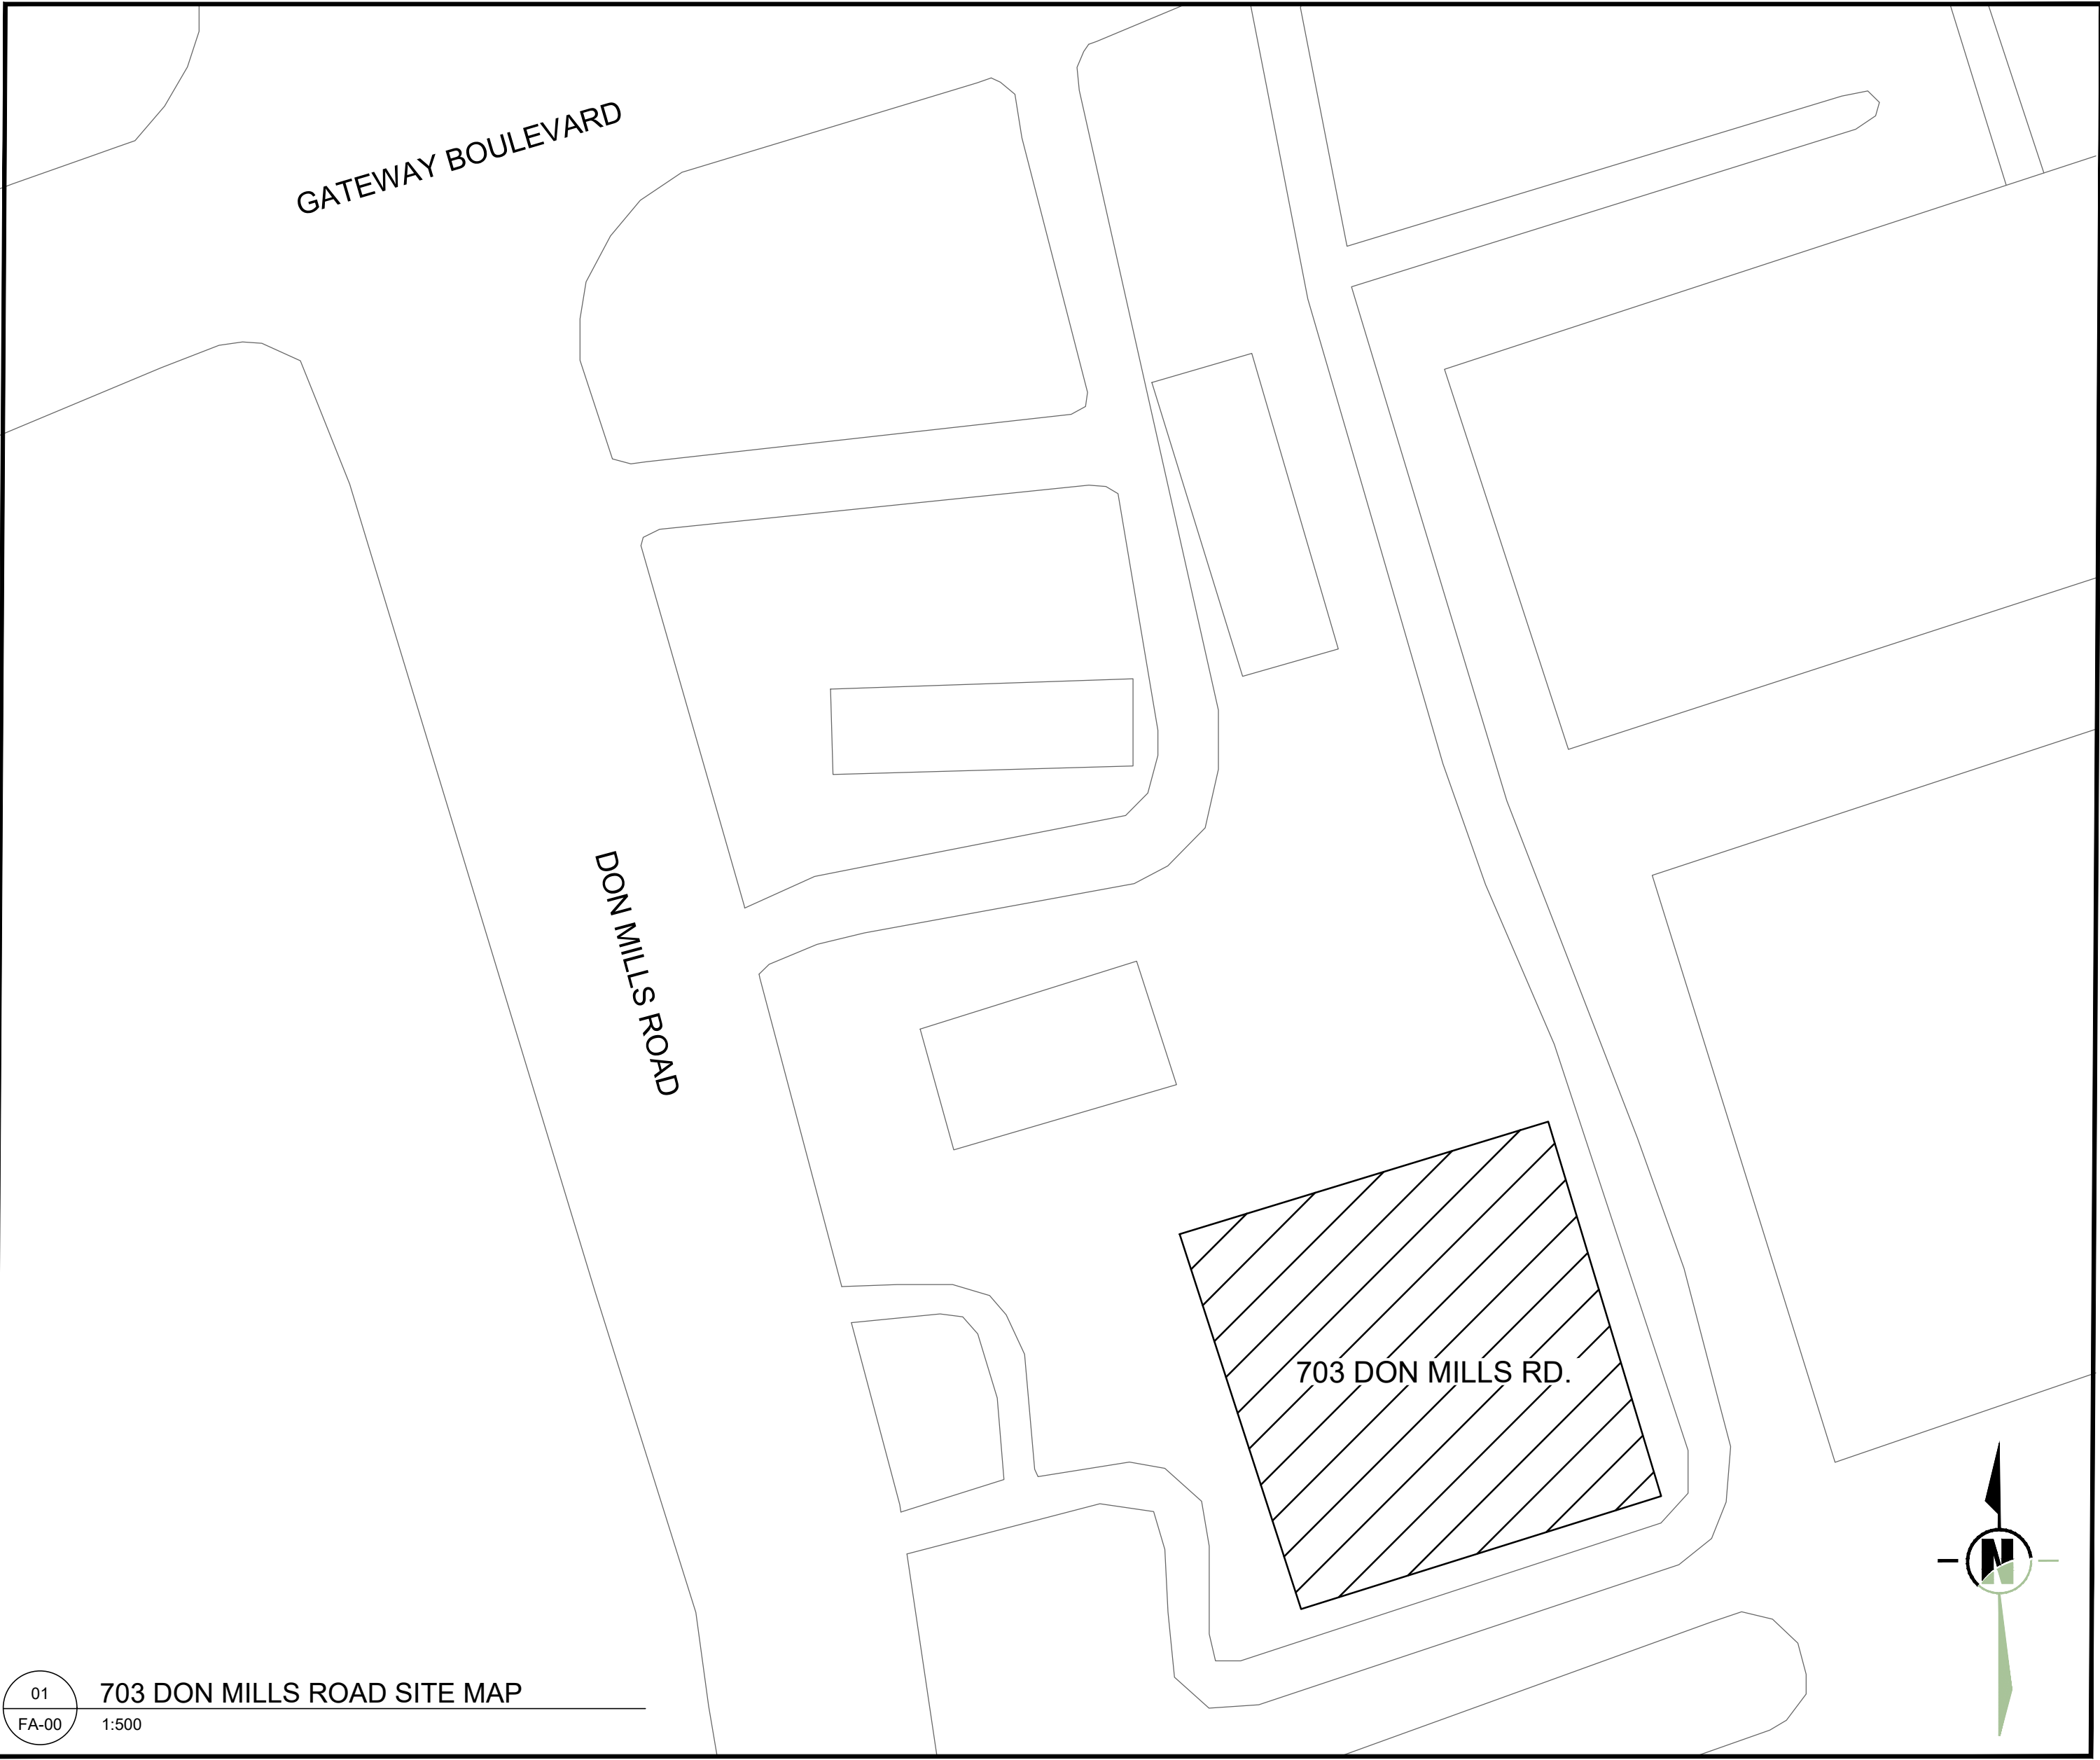 GATEWAY BOULEVARD
DON MILLS ROAD
703 DON MILLS RD.
N
01
703 DON MILLS ROAD SITE MAP
FA-00
1:500